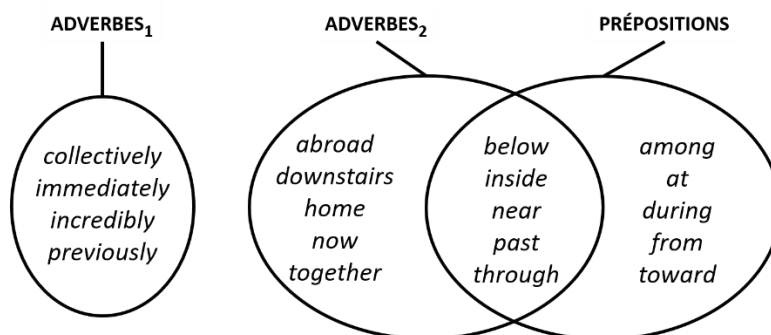 ADVERBES1
ADVERBES2
PRÉPOSITIONS
collectively
immediately
incredibly
previously
abroad
downstairs
home
now
together
below
inside
near
past
through
among
at
during
from
toward